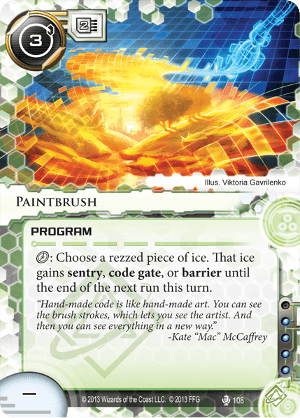 3
2
Illus. Viktoria Gavrilenko
PAINTBRUSH
PROGRAM
: Choose a rezzed piece of ice. That ice
gains sentry, code gate, or barrier until
the end of the next run this turn.
“Hand-made code is like hand-made art. You can see
the brush strokes, which lets you see the artist. And
then you can see everything in a new way.”
-Kate “Mac” McCaffrey
–
© 2013 Wizards of the Coast LLC. © 2013 FFG
108